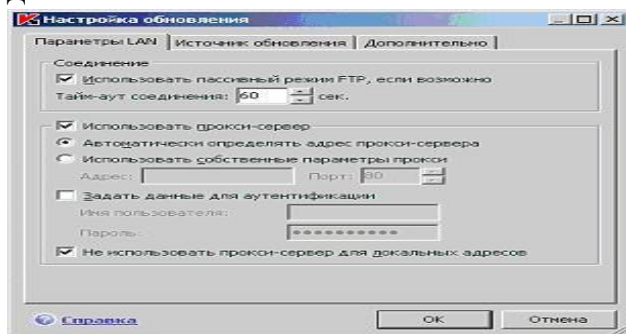 Настройка обновления
Параметры LAN Источник обновления Дополнительно
Соединение
Использовать пассивный режим FTP, если возможно
Тайм-аут соединения: 60 сек.
Использовать прокси-сервер
Автоматически определять адрес прокси-сервера
Использовать собственные параметры прокси
Адрес: Порт: 80
Задать данные для аутентификации
Имя пользователя:
Пароль: **********
Не использовать прокси-сервер для локальных адресов
Справка OK Отмена